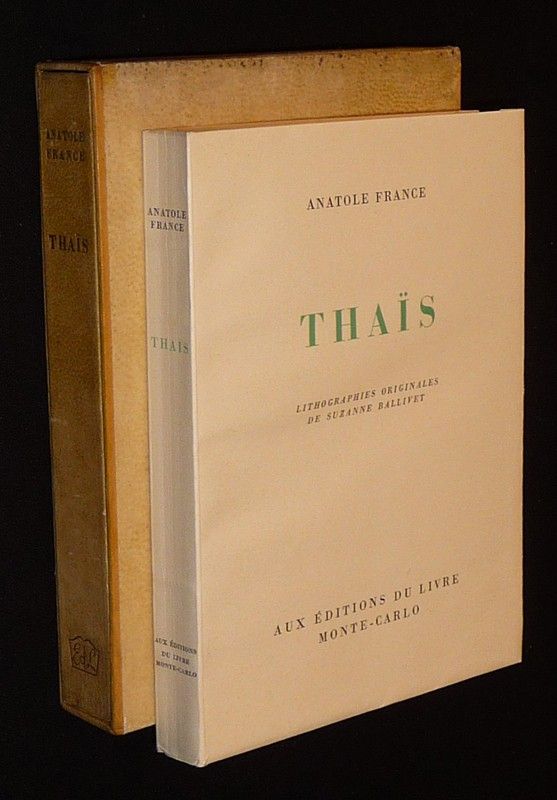 ANATOLE
FRANCE
THAÏS
ANATOLE
FRANCE
THAIS
AUX ÉDITIONS
DU LIVRE
MONTE-CARLO
ANATOLE FRANCE
THAÏS
LITHOGRAPHIES ORIGINALES
DE SUZANNE BALLIVET
AUX ÉDITIONS DU LIVRE
MONTE-CARLO